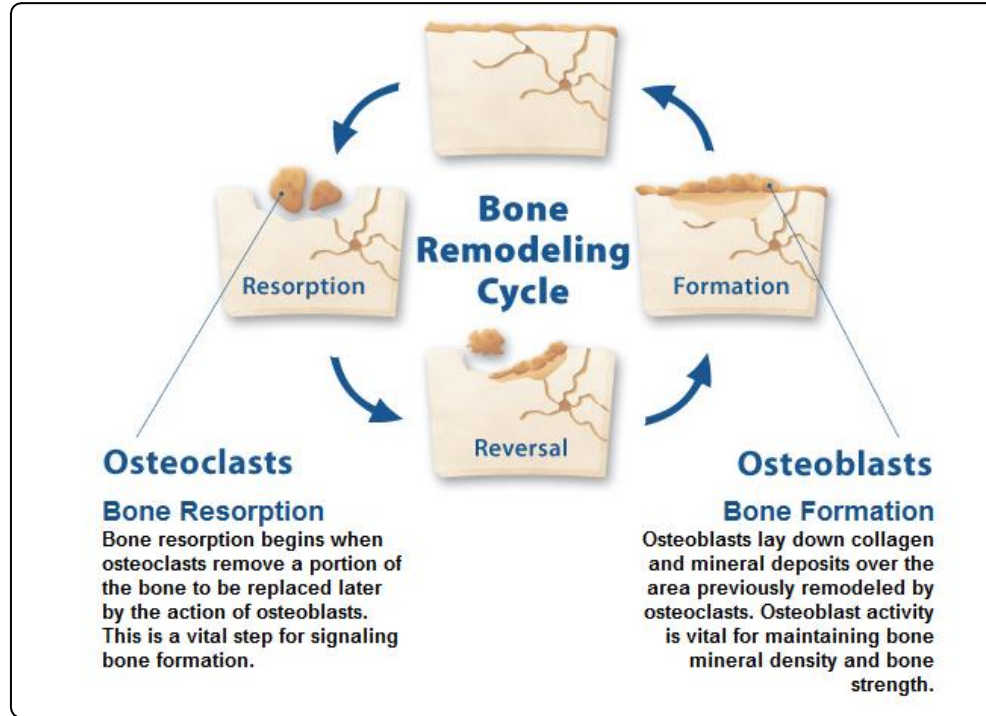 Bone
Remodeling
Cycle
Resorption
Formation
Reversal
Osteoclasts
Bone Resorption
Bone resorption begins when
osteoclasts remove a portion of
the bone to be replaced later
by the action of osteoblasts.
This is a vital step for signaling
bone formation.
Osteoblasts
Bone Formation
Osteoblasts lay down collagen
and mineral deposits over the
area previously remodeled by
osteoclasts. Osteoblast activity
is vital for maintaining bone
mineral density and bone
strength.